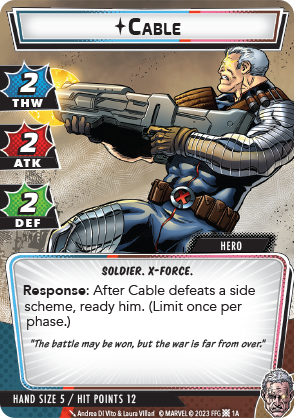 CABLE
2
THW
2
ATK
2
DEF
HERO
SOLDIER. X-FORCE.
Response: After Cable defeats a side
scheme, ready him. (Limit once per
phase.)
"The battle may be won, but the war is far from over."
HAND SIZE 5 / HIT POINTS 12
Andrea Di Vito & Laura Villari © MARVEL © 2023 FFG 1A